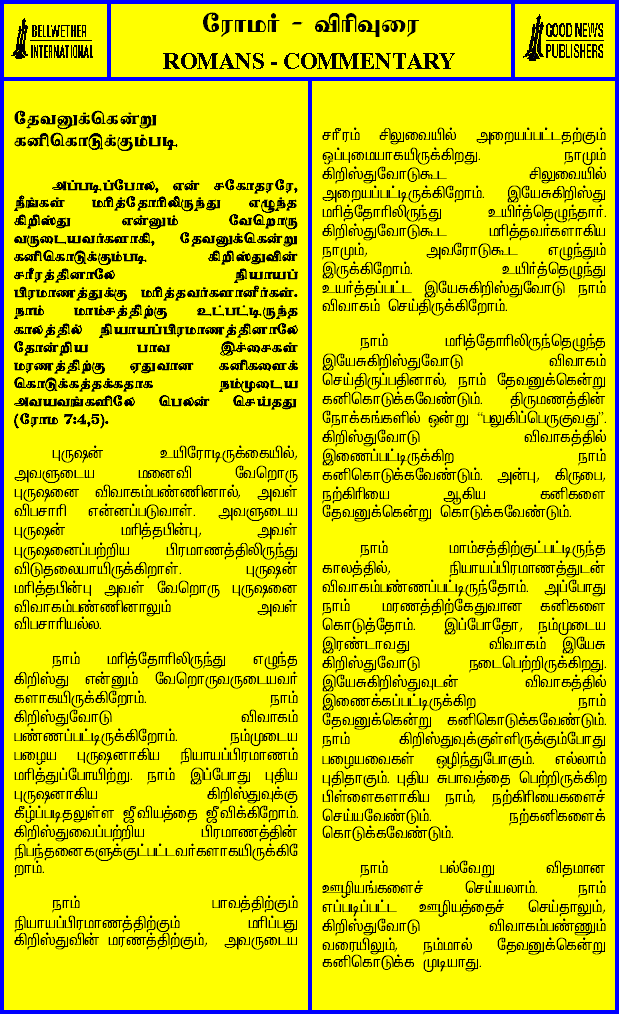 BELLWETHER
INTERNATIONAL
ரோமர் - விரிவுரை
ROMANS - COMMENTARY
GOOD NEWS
PUBLISHERS
தேவனுக்கென்று
கனிகொடுக்கும்படி.
அப்படிப்போல, என் சகோதரரே,
நீங்கள் மரித்தோரிலிருந்து எழுந்த
கிறிஸ்து என்னும் வேறொரு
வருடையவர்களாகி, தேவனுக்கென்று
கனிகொடுக்கும்படி கிறிஸ்துவின்
சரீரத்தினாலே நியாயப்
பிரமாணத்துக்கு மரித்தவர்களானீர்கள்.
நாம் மாம்சத்திற்கு உட்பட்டிருந்த
காலத்தில் நியாயப்பிரமாணத்தினாலே
தோன்றிய பாவ இச்சைகள்
மரணத்திற்கு ஏதுவான கனிகளைக்
கொடுக்கத்தக்கதாக நம்முடைய
அவயவங்களிலே பெலன் செய்தது
(ரோம 7:4,5).
புருஷன் உயிரோடிருக்கையில்,
அவளுடைய மனைவி வேறொரு
புருஷனை விவாகம்பண்ணினால், அவள்
விபசாரி என்னப்படுவாள். அவளுடைய
புருஷன் மரித்தபின்பு, அவள்
புருஷனைப்பற்றிய பிரமாணத்திலிருந்து
விடுதலையாயிருக்கிறாள். புருஷன்
மரித்தபின்பு அவள் வேறொரு புருஷனை
விவாகம்பண்ணினாலும் அவள்
விபசாரியல்ல.
நாம் மரித்தோரிலிருந்து எழுந்த
கிறிஸ்து என்னும் வேறொருவருடையவர்
களாகயிருக்கிறோம். நாம்
கிறிஸ்துவோடு விவாகம்
பண்ணப்பட்டிருக்கிறோம். நம்முடைய
பழைய புருஷனாகிய நியாயப்பிரமாணம்
மரித்துப்போயிற்று. நாம் இப்போது புதிய
புருஷனாகிய கிறிஸ்துவுக்கு
கீழ்ப்படிதலுள்ள ஜீவியத்தை ஜீவிக்கிறோம்.
கிறிஸ்துவைப்பற்றிய பிரமாணத்தின்
நிபந்தனைகளுக்குட்பட்டவர்களாகயிருக்கிே
றாம்.
நாம் பாவத்திற்கும்
நியாயப்பிரமாணத்திற்கும் மரிப்பது
கிறிஸ்துவின் மரணத்திற்கும், அவருடைய
சரீரம் சிலுவையில் அறையப்பட்டதற்கும்
ஒப்புமையாகயிருக்கிறது. நாமும்
கிறிஸ்துவோடுகூட சிலுவையில்
அறையப்பட்டிருக்கிறோம். இயேசுகிறிஸ்து
மரித்தோரிலிருந்து உயிர்த்தெழுந்தார்.
கிறிஸ்துவோடுகூட மரித்தவர்களாகிய
நாமும், அவரோடுகூட எழுந்தும்
இருக்கிறோம். உயிர்த்தெழுந்து
உயர்த்தப்பட்ட இயேசுகிறிஸ்துவோடு நாம்
விவாகம் செய்திருக்கிறோம்.
நாம் மரித்தோரிலிருந்தெழுந்த
இயேசுகிறிஸ்துவோடு விவாகம்
செய்திருப்பதினால், நாம் தேவனுக்கென்று
கனிகொடுக்கவேண்டும். திருமணத்தின்
நோக்கங்களில் ஒன்று “பலுகிப்பெருகுவது”.
கிறிஸ்துவோடு விவாகத்தில்
இணைப்பட்டிருக்கிற நாம்
கனிகொடுக்கவேண்டும். அன்பு, கிருபை,
நற்கிரியை ஆகிய கனிகளை
தேவனுக்கென்று கொடுக்கவேண்டும்.
நாம் மாம்சத்திற்குட்பட்டிருந்த
காலத்தில், நியாயப்பிரமாணத்துடன்
விவாகம்பண்ணப்பட்டிருந்தோம். அப்போது
நாம் மரணத்திற்கேதுவான கனிகளை
கொடுத்தோம். இப்போதோ, நம்முடைய
இரண்டாவது விவாகம் இயேசு
கிறிஸ்துவோடு நடைபெற்றிருக்கிறது.
இயேசுகிறிஸ்துவுடன் விவாகத்தில்
இணைக்கப்பட்டிருக்கிற நாம்
தேவனுக்கென்று கனிகொடுக்கவேண்டும்.
நாம் கிறிஸ்துவுக்குள்ளிருக்கும்போது
பழையவைகள் ஒழிந்துபோகும். எல்லாம்
புதிதாகும். புதிய சுபாவத்தை பெற்றிருக்கிற
பிள்ளைகளாகிய நாம், நற்கிரியைகளைச்
செய்யவேண்டும். நற்கனிகளைக்
கொடுக்கவேண்டும்.
நாம் பல்வேறு விதமான
ஊழியங்களைச் செய்யலாம். நாம்
எப்படிப்பட்ட ஊழியத்தைச் செய்தாலும்,
கிறிஸ்துவோடு விவாகம்பண்ணும்
வரையிலும், நம்மால் தேவனுக்கென்று
கனிகொடுக்க முடியாது.